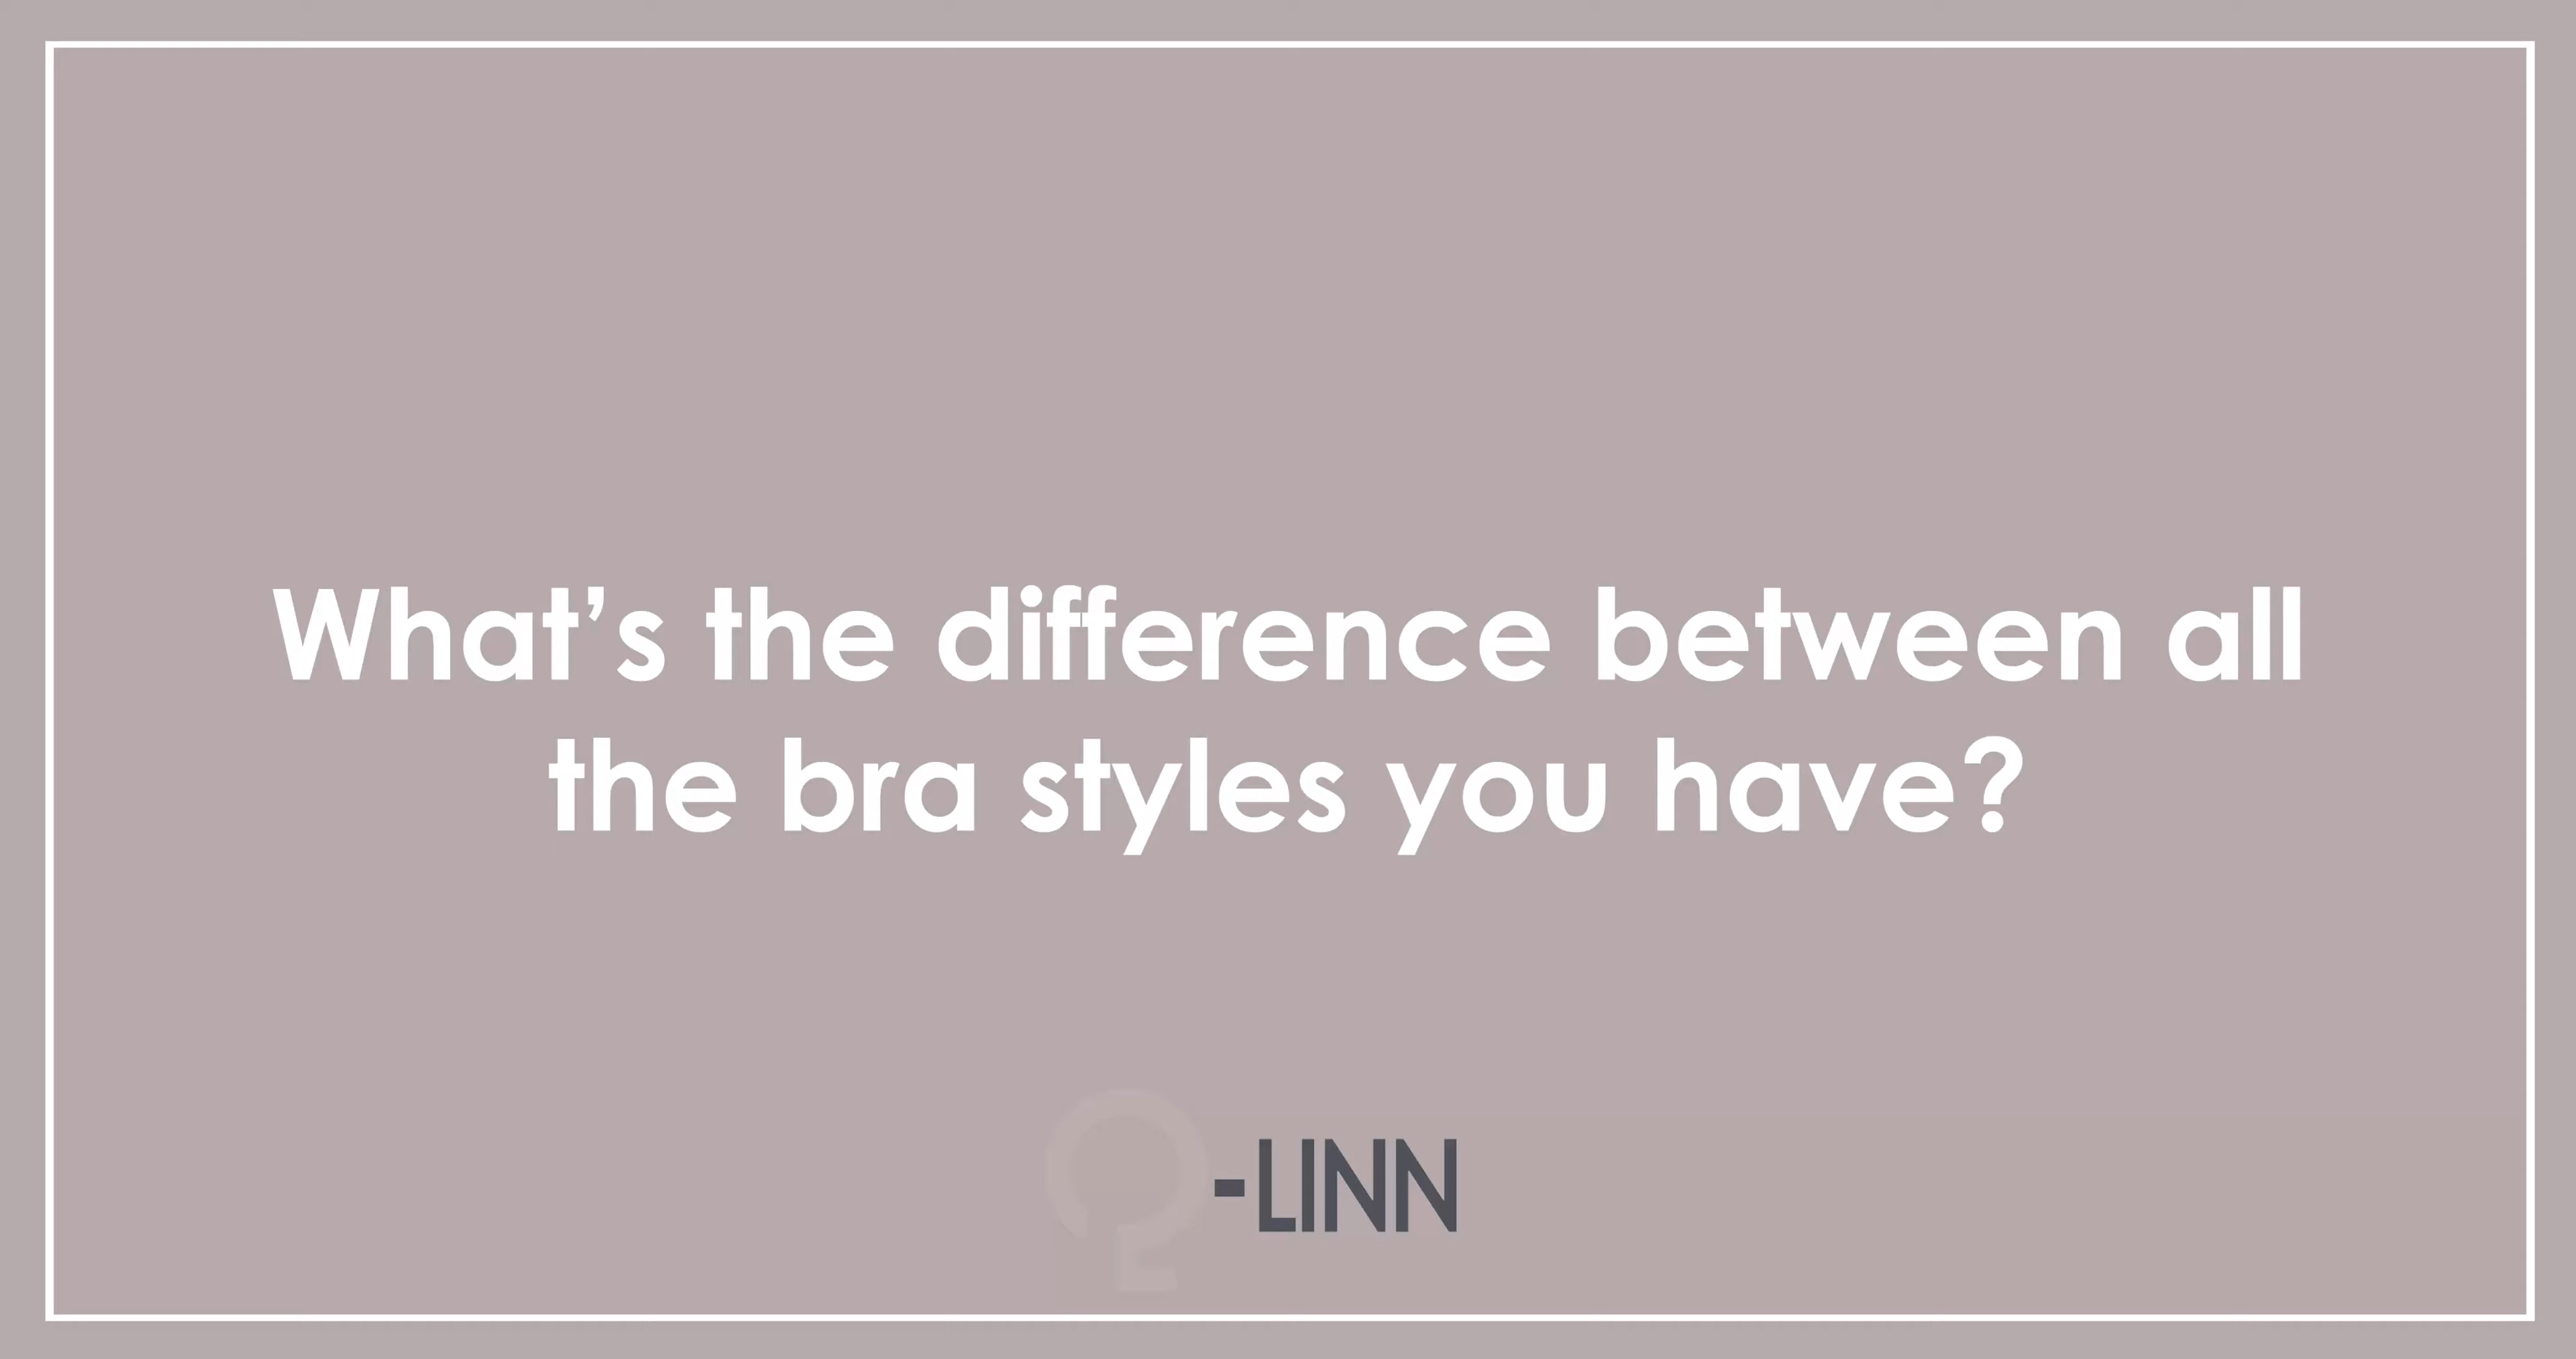 What’s the difference between all
the bra styles you have?
-LINN